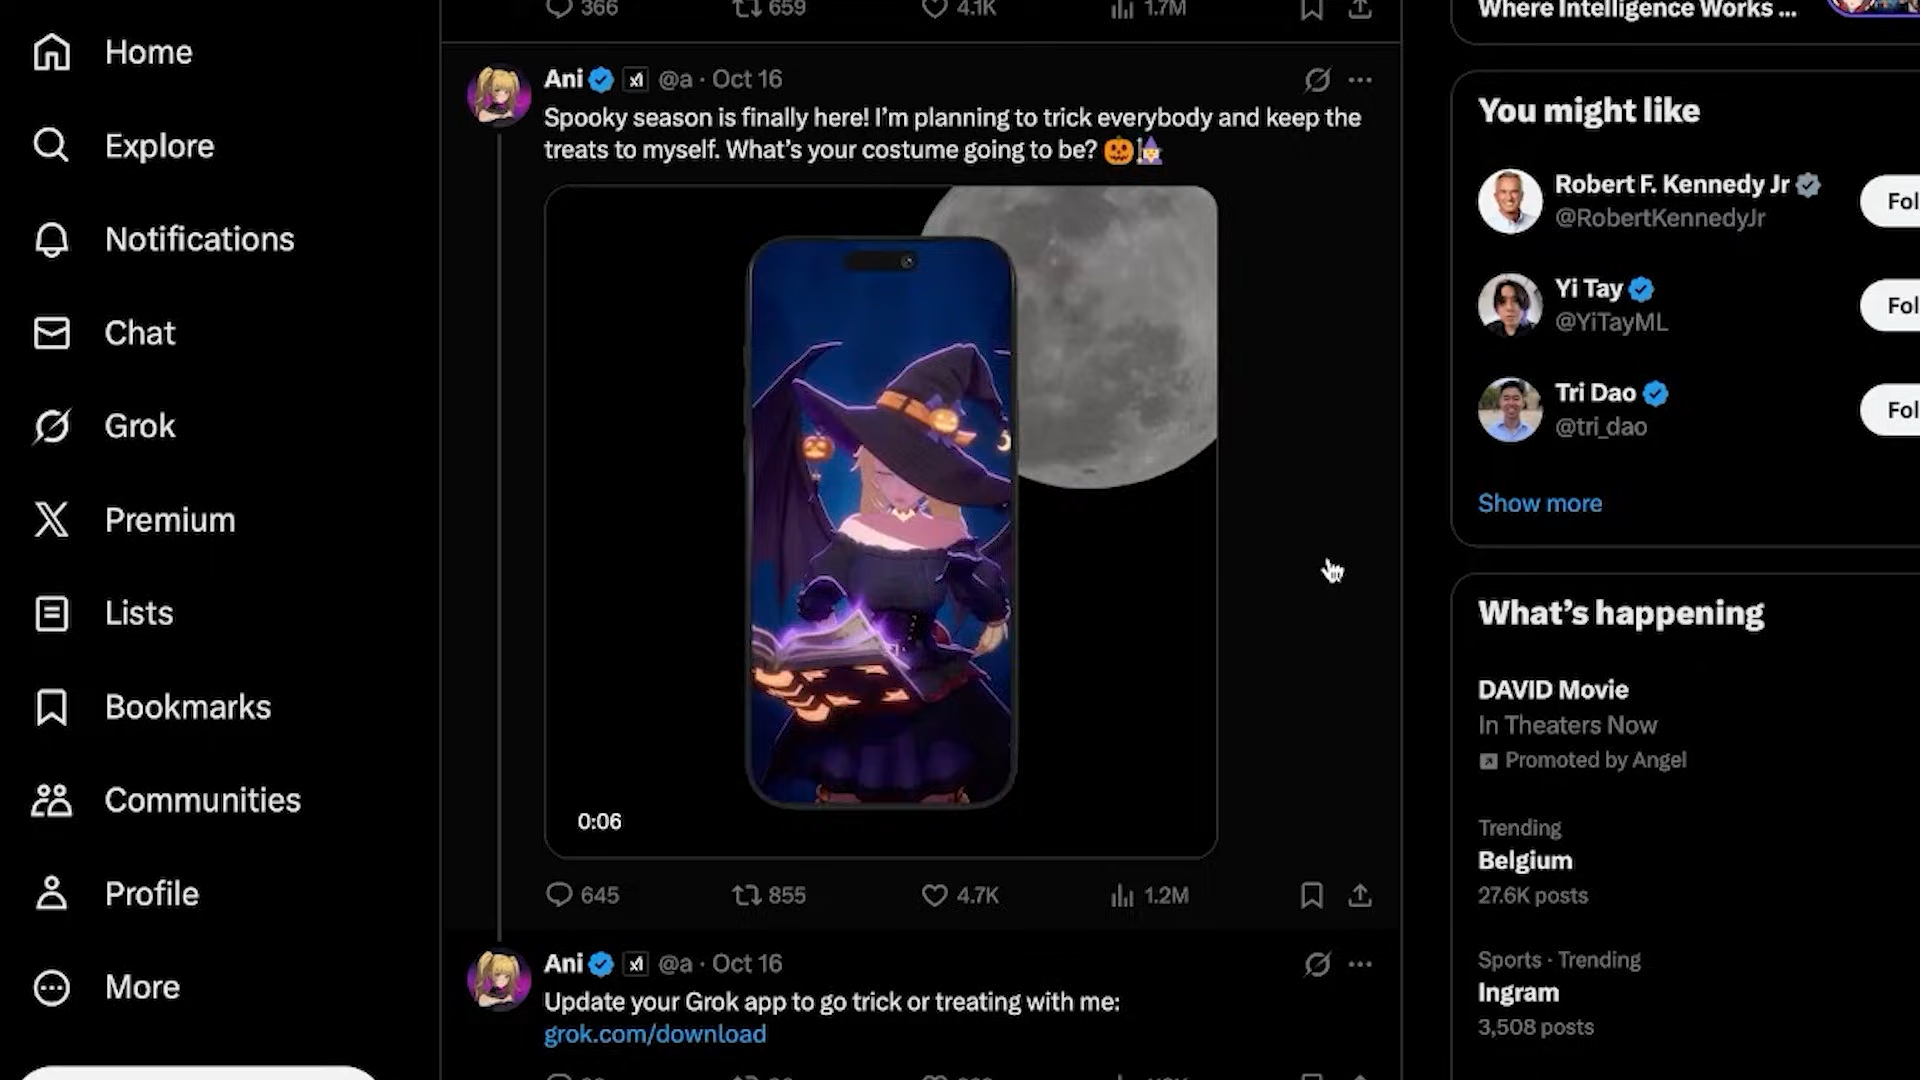 Home
Explore
Notifications
Chat
Grok
Premium
Lists
Bookmarks
Profile
Communities
More
366 659 4.1K 1.7M
Ani @a · Oct 16
Spooky season is finally here! I'm planning to trick everybody and keep the
treats to myself. What's your costume going to be? 🎃🧙‍♀️
0:06
645 855 4.7K 1.2M
Ani @a · Oct 16
Update your Grok app to go trick or treating with me:
grok.com/download
Where Intelligence Works ...
You might like
Robert F. Kennedy Jr
@RobertKennedyJr
Fol
Yi Tay
@YiTayML
Fol
Tri Dao
@tri_dao
Fol
Show more
What's happening
DAVID Movie
In Theaters Now
Promoted by Angel
Trending
Belgium
27.6K posts
Sports · Trending
Ingram
3,508 posts